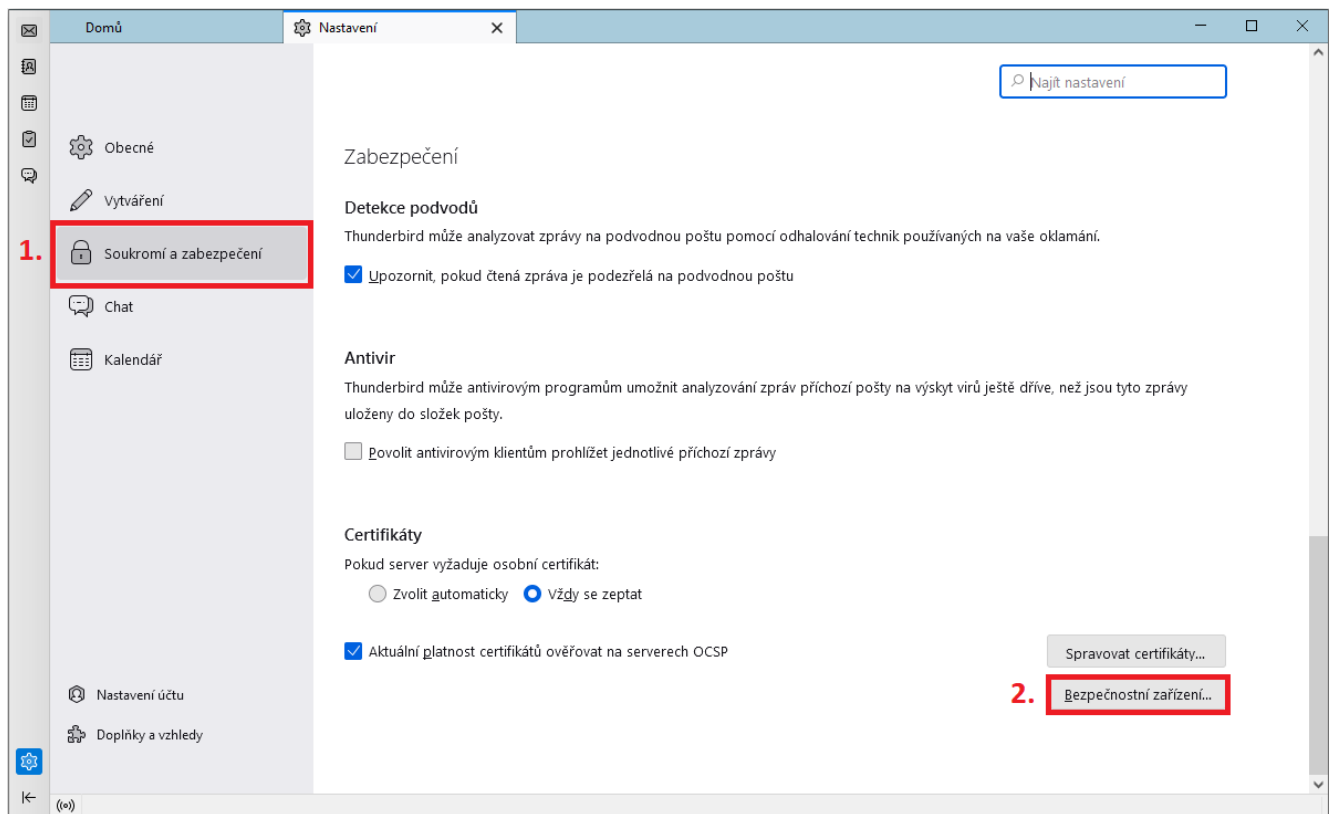 Domů
Nastavení
Najít nastavení
Obecné
Vytváření
1.
Soukromí a zabezpečení
Chat
Kalendář
Nastavení účtu
Doplňky a vzhledy
Zabezpečení
Detekce podvodů
Thunderbird může analyzovat zprávy na podvodnou poštu pomocí odhalování technik používaných na vaše oklamání.
Upozornit, pokud čtená zpráva je podezřelá na podvodnou poštu
Antivir
Thunderbird může antivirovým programům umožnit analyzování zpráv příchozí pošty na výskyt virů ještě dříve, než jsou tyto zprávy
uloženy do složek pošty.
Povolit antivirovým klientům prohlížet jednotlivé příchozí zprávy
Certifikáty
Pokud server vyžaduje osobní certifikát:
Zvolit automaticky Vždy se zeptat
Aktuální platnost certifikátů ověřovat na serverech OCSP
Spravovat certifikáty...
2.
Bezpečnostní zařízení...